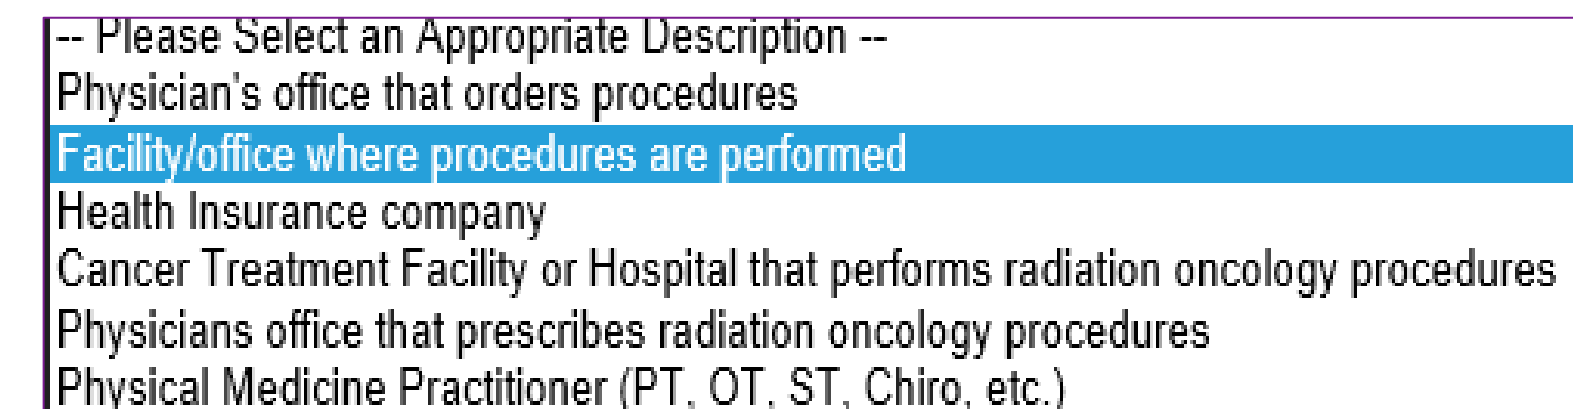 -- Please Select an Appropriate Description --
Physician's office that orders procedures
Facility/office where procedures are performed
Health Insurance company
Cancer Treatment Facility or Hospital that performs radiation oncology procedures
Physicians office that prescribes radiation oncology procedures
Physical Medicine Practitioner (PT, OT, ST, Chiro, etc.)